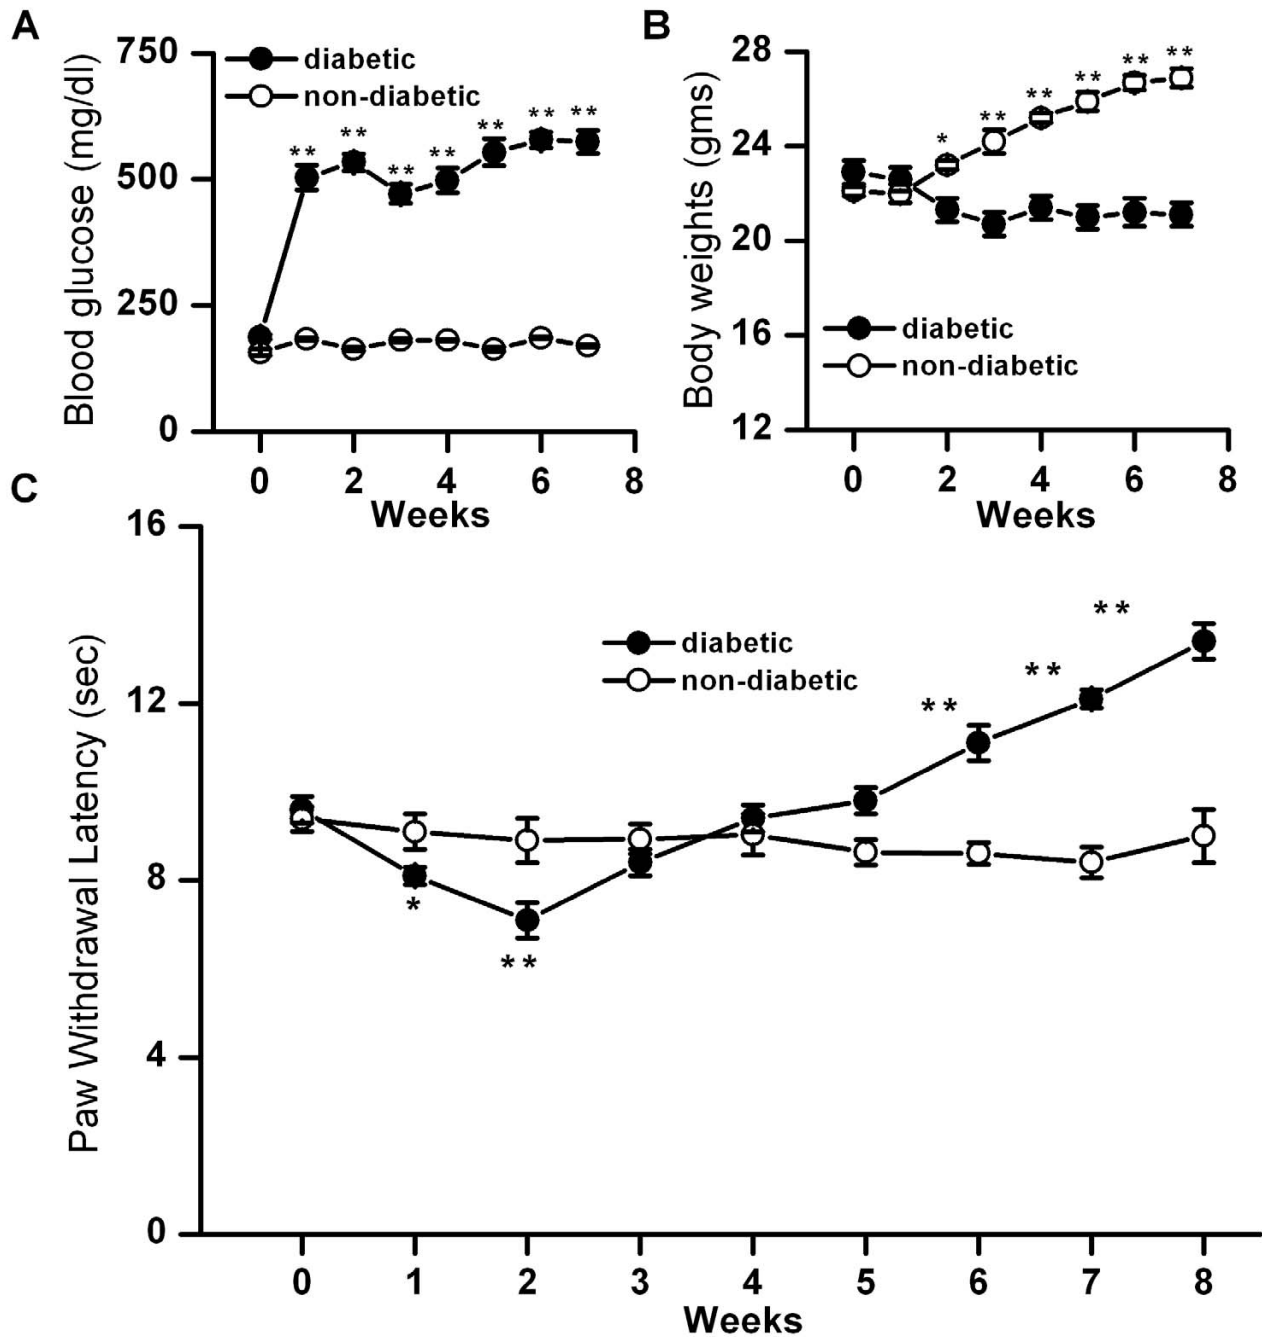 A
Blood glucose (mg/dl)
750
500
250
0
diabetic
non-diabetic
**
**
**
**
**
**
**
0 2 4 6 8
Weeks
B
Body weights (gms)
28
24
20
16
12
*
**
**
**
**
**
diabetic
non-diabetic
0 2 4 6 8
Weeks
C
Paw Withdrawal Latency (sec)
16
12
8
4
0
diabetic
non-diabetic
*
**
**
**
**
0 1 2 3 4 5 6 7 8
Weeks